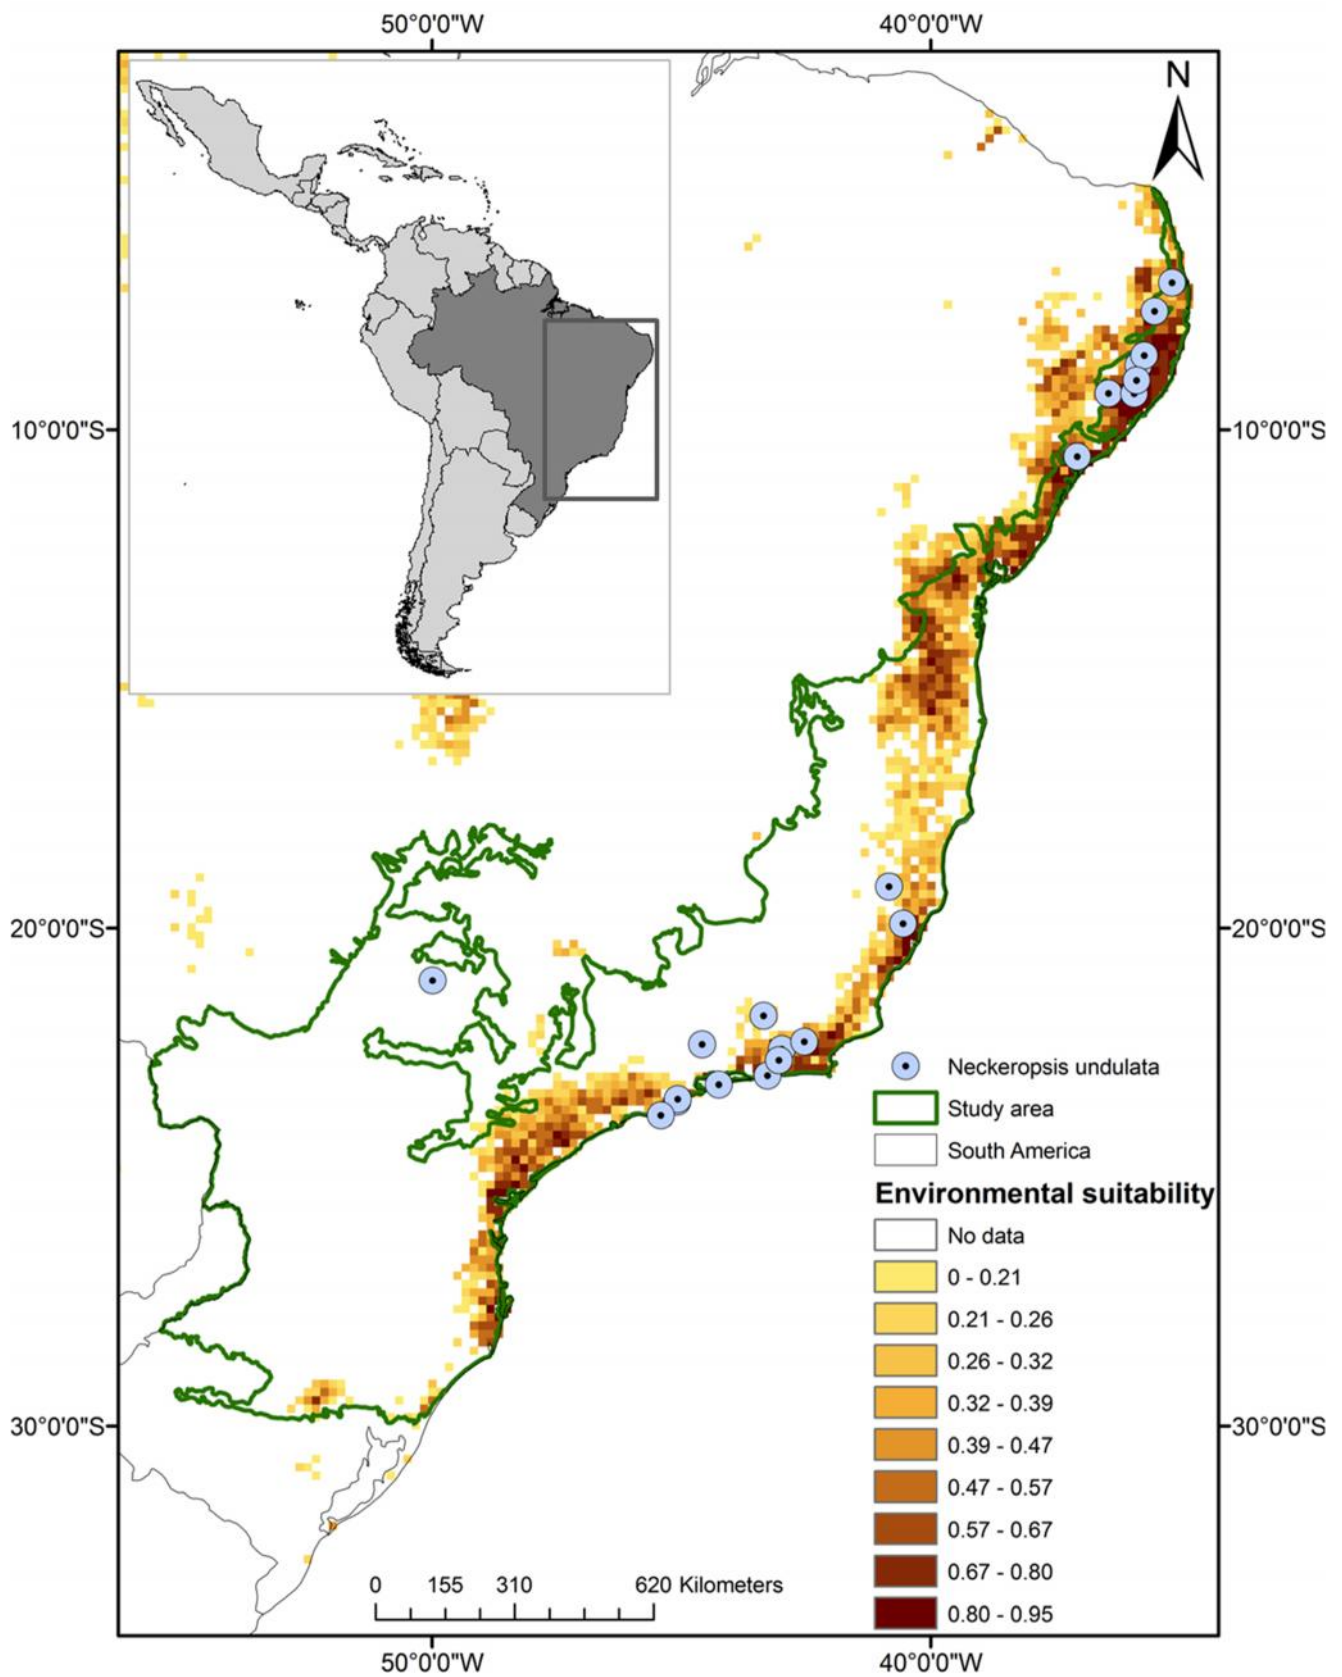 50°0'0"W 40°0'0"W
N
10°0'0"S 10°0'0"S
20°0'0"S 20°0'0"S
Neckeropsis undulata
Study area
South America
Environmental suitability
No data
0 - 0.21
0.21 - 0.26
0.26 - 0.32
0.32 - 0.39
30°0'0"S 30°0'0"S
0.39 - 0.47
0.47 - 0.57
0.57 - 0.67
0.67 - 0.80
0 155 310 620 Kilometers
0.80 - 0.95
50°0'0"W 40°0'0"W